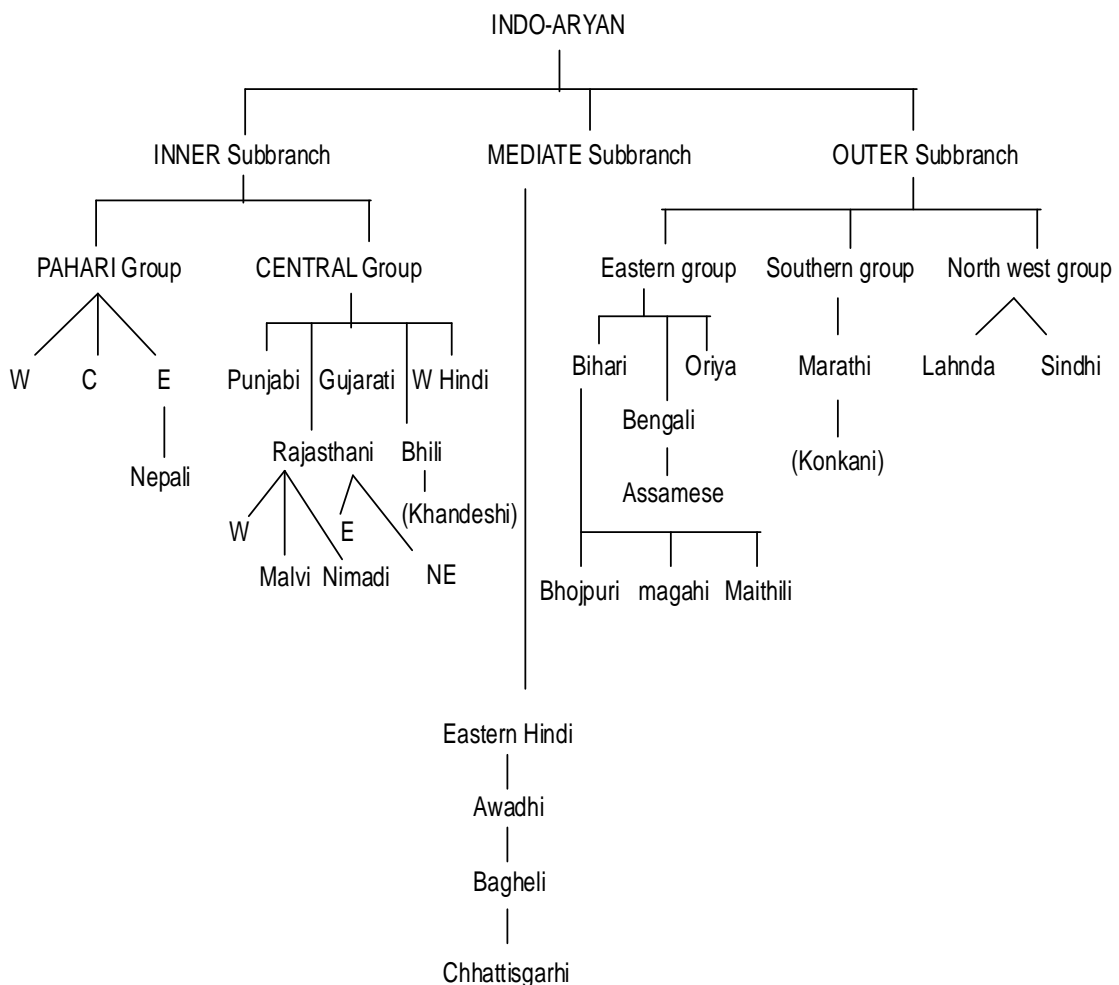 INDO-ARYAN
INNER Subbranch MEDIATE Subbranch OUTER Subbranch
PAHARI Group CENTRAL Group Eastern group Southern group North west group
W C E Punjabi Gujarati W Hindi Bihari Oriya Marathi Lahnda Sindhi
Bengali
Rajasthani Bhili (Konkani)
Nepali Assamese
(Khandeshi)
W E
Malvi Nimadi NE Bhojpuri magahi Maithili
Eastern Hindi
Awadhi
Bagheli
Chhattisgarhi